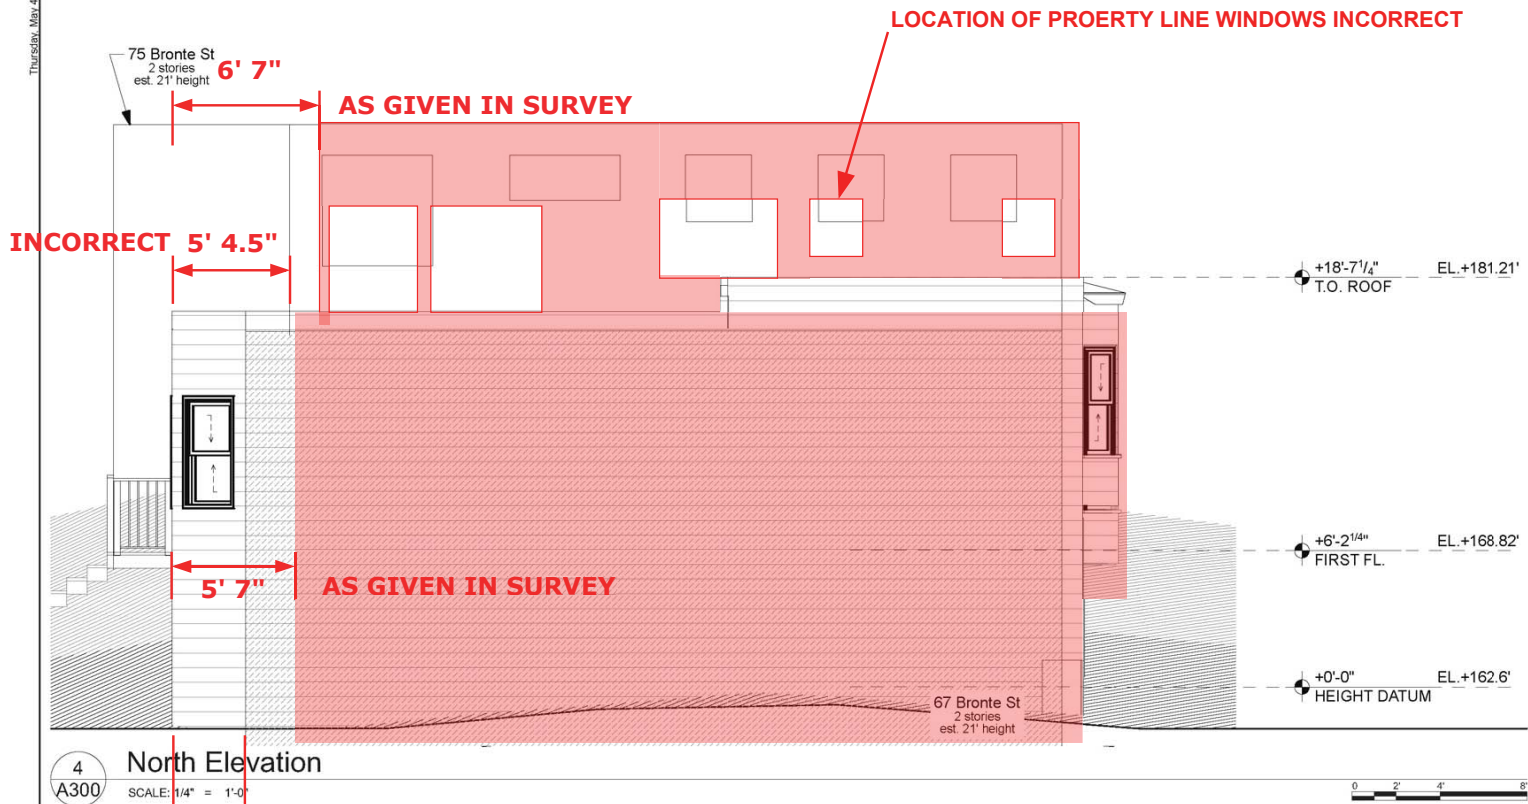 Thursday, May 4
LOCATION OF PROERTY LINE WINDOWS INCORRECT
75 Bronte St
2 stories
est. 21' height
6' 7"
AS GIVEN IN SURVEY
INCORRECT 5' 4.5"
+18'-7 1/4" EL.+181.21'
T.O. ROOF
+6'-2 1/4" EL.+168.82'
FIRST FL.
5' 7" AS GIVEN IN SURVEY
+0'-0" EL.+162.6'
HEIGHT DATUM
67 Bronte St
2 stories
est. 21' height
4
A300
North Elevation
SCALE: 1/4" = 1'-0"
0 2' 4' 8'